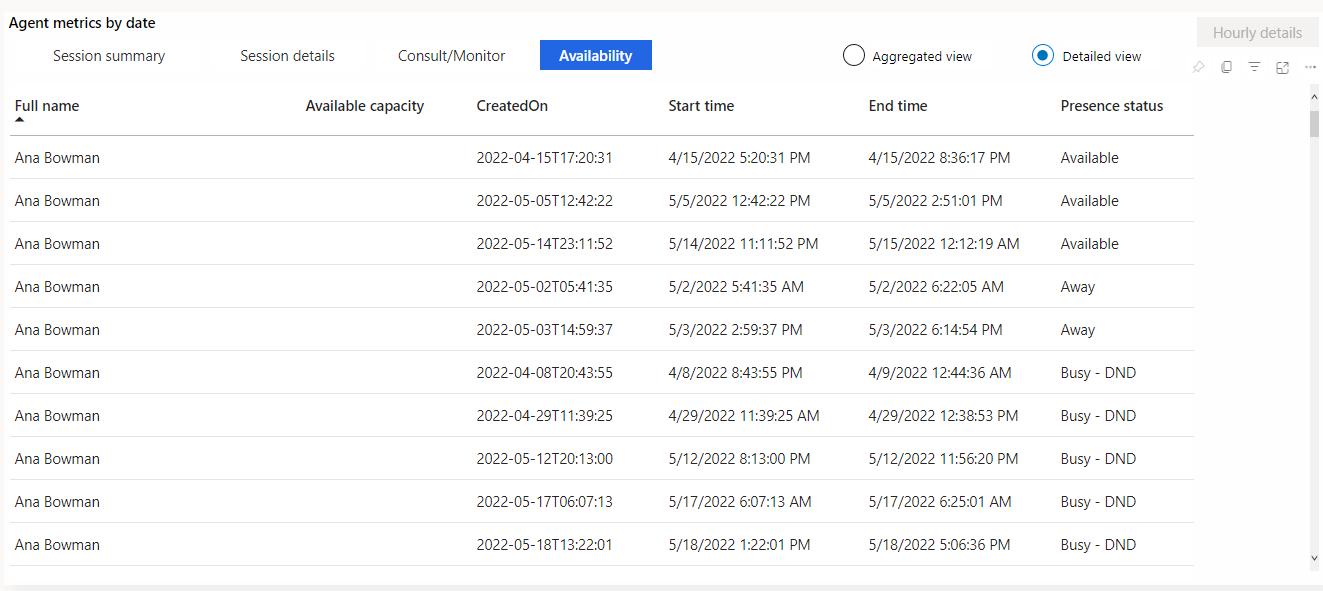 Agent metrics by date
Hourly details
Session summary Session details Consult/Monitor Availability Aggregated view Detailed view
Full name Available capacity CreatedOn Start time End time Presence status
Ana Bowman 2022-04-15T17:20:31 4/15/2022 5:20:31 PM 4/15/2022 8:36:17 PM Available
Ana Bowman 2022-05-05T12:42:22 5/5/2022 12:42:22 PM 5/5/2022 2:51:01 PM Available
Ana Bowman 2022-05-14T23:11:52 5/14/2022 11:11:52 PM 5/15/2022 12:12:19 AM Available
Ana Bowman 2022-05-02T05:41:35 5/2/2022 5:41:35 AM 5/2/2022 6:22:05 AM Away
Ana Bowman 2022-05-03T14:59:37 5/3/2022 2:59:37 PM 5/3/2022 6:14:54 PM Away
Ana Bowman 2022-04-08T20:43:55 4/8/2022 8:43:55 PM 4/9/2022 12:44:36 AM Busy - DND
Ana Bowman 2022-04-29T11:39:25 4/29/2022 11:39:25 AM 4/29/2022 12:38:53 PM Busy - DND
Ana Bowman 2022-05-12T20:13:00 5/12/2022 8:13:00 PM 5/12/2022 11:56:20 PM Busy - DND
Ana Bowman 2022-05-17T06:07:13 5/17/2022 6:07:13 AM 5/17/2022 6:25:01 AM Busy - DND
Ana Bowman 2022-05-18T13:22:01 5/18/2022 1:22:01 PM 5/18/2022 5:06:36 PM Busy - DND